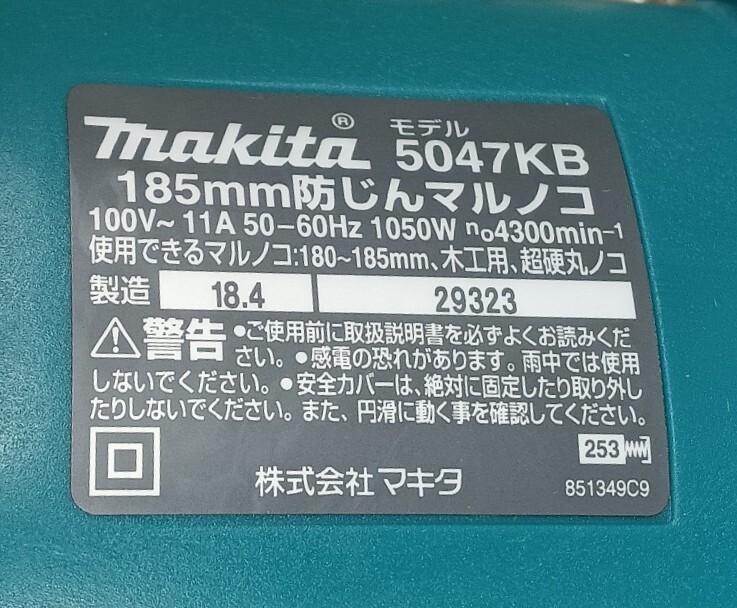 makita® モデル 5047KB
185mm防じんマルノコ
100V~ 11A 50-60Hz 1050W n₀4300min⁻¹
使用できるマルノコ:180~185mm、木工用、超硬丸ノコ
製造 18.4 29323
⚠警告 •ご使用前に取扱説明書を必ずよくお読みくだ
さい。•感電の恐れがあります。雨中では使用
しないでください。•安全カバーは、絶対に固定したり取り外し
たりしないでください。また、円滑に動く事を確認してください。
253
株式会社マキタ 851349C9